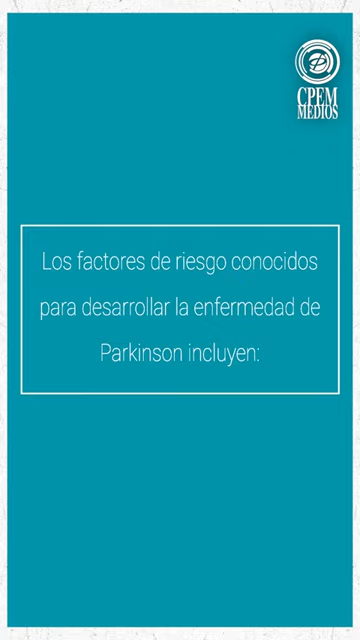 CPEM
MEDIOS
Los factores de riesgo conocidos
para desarrollar la enfermedad de
Parkinson incluyen: